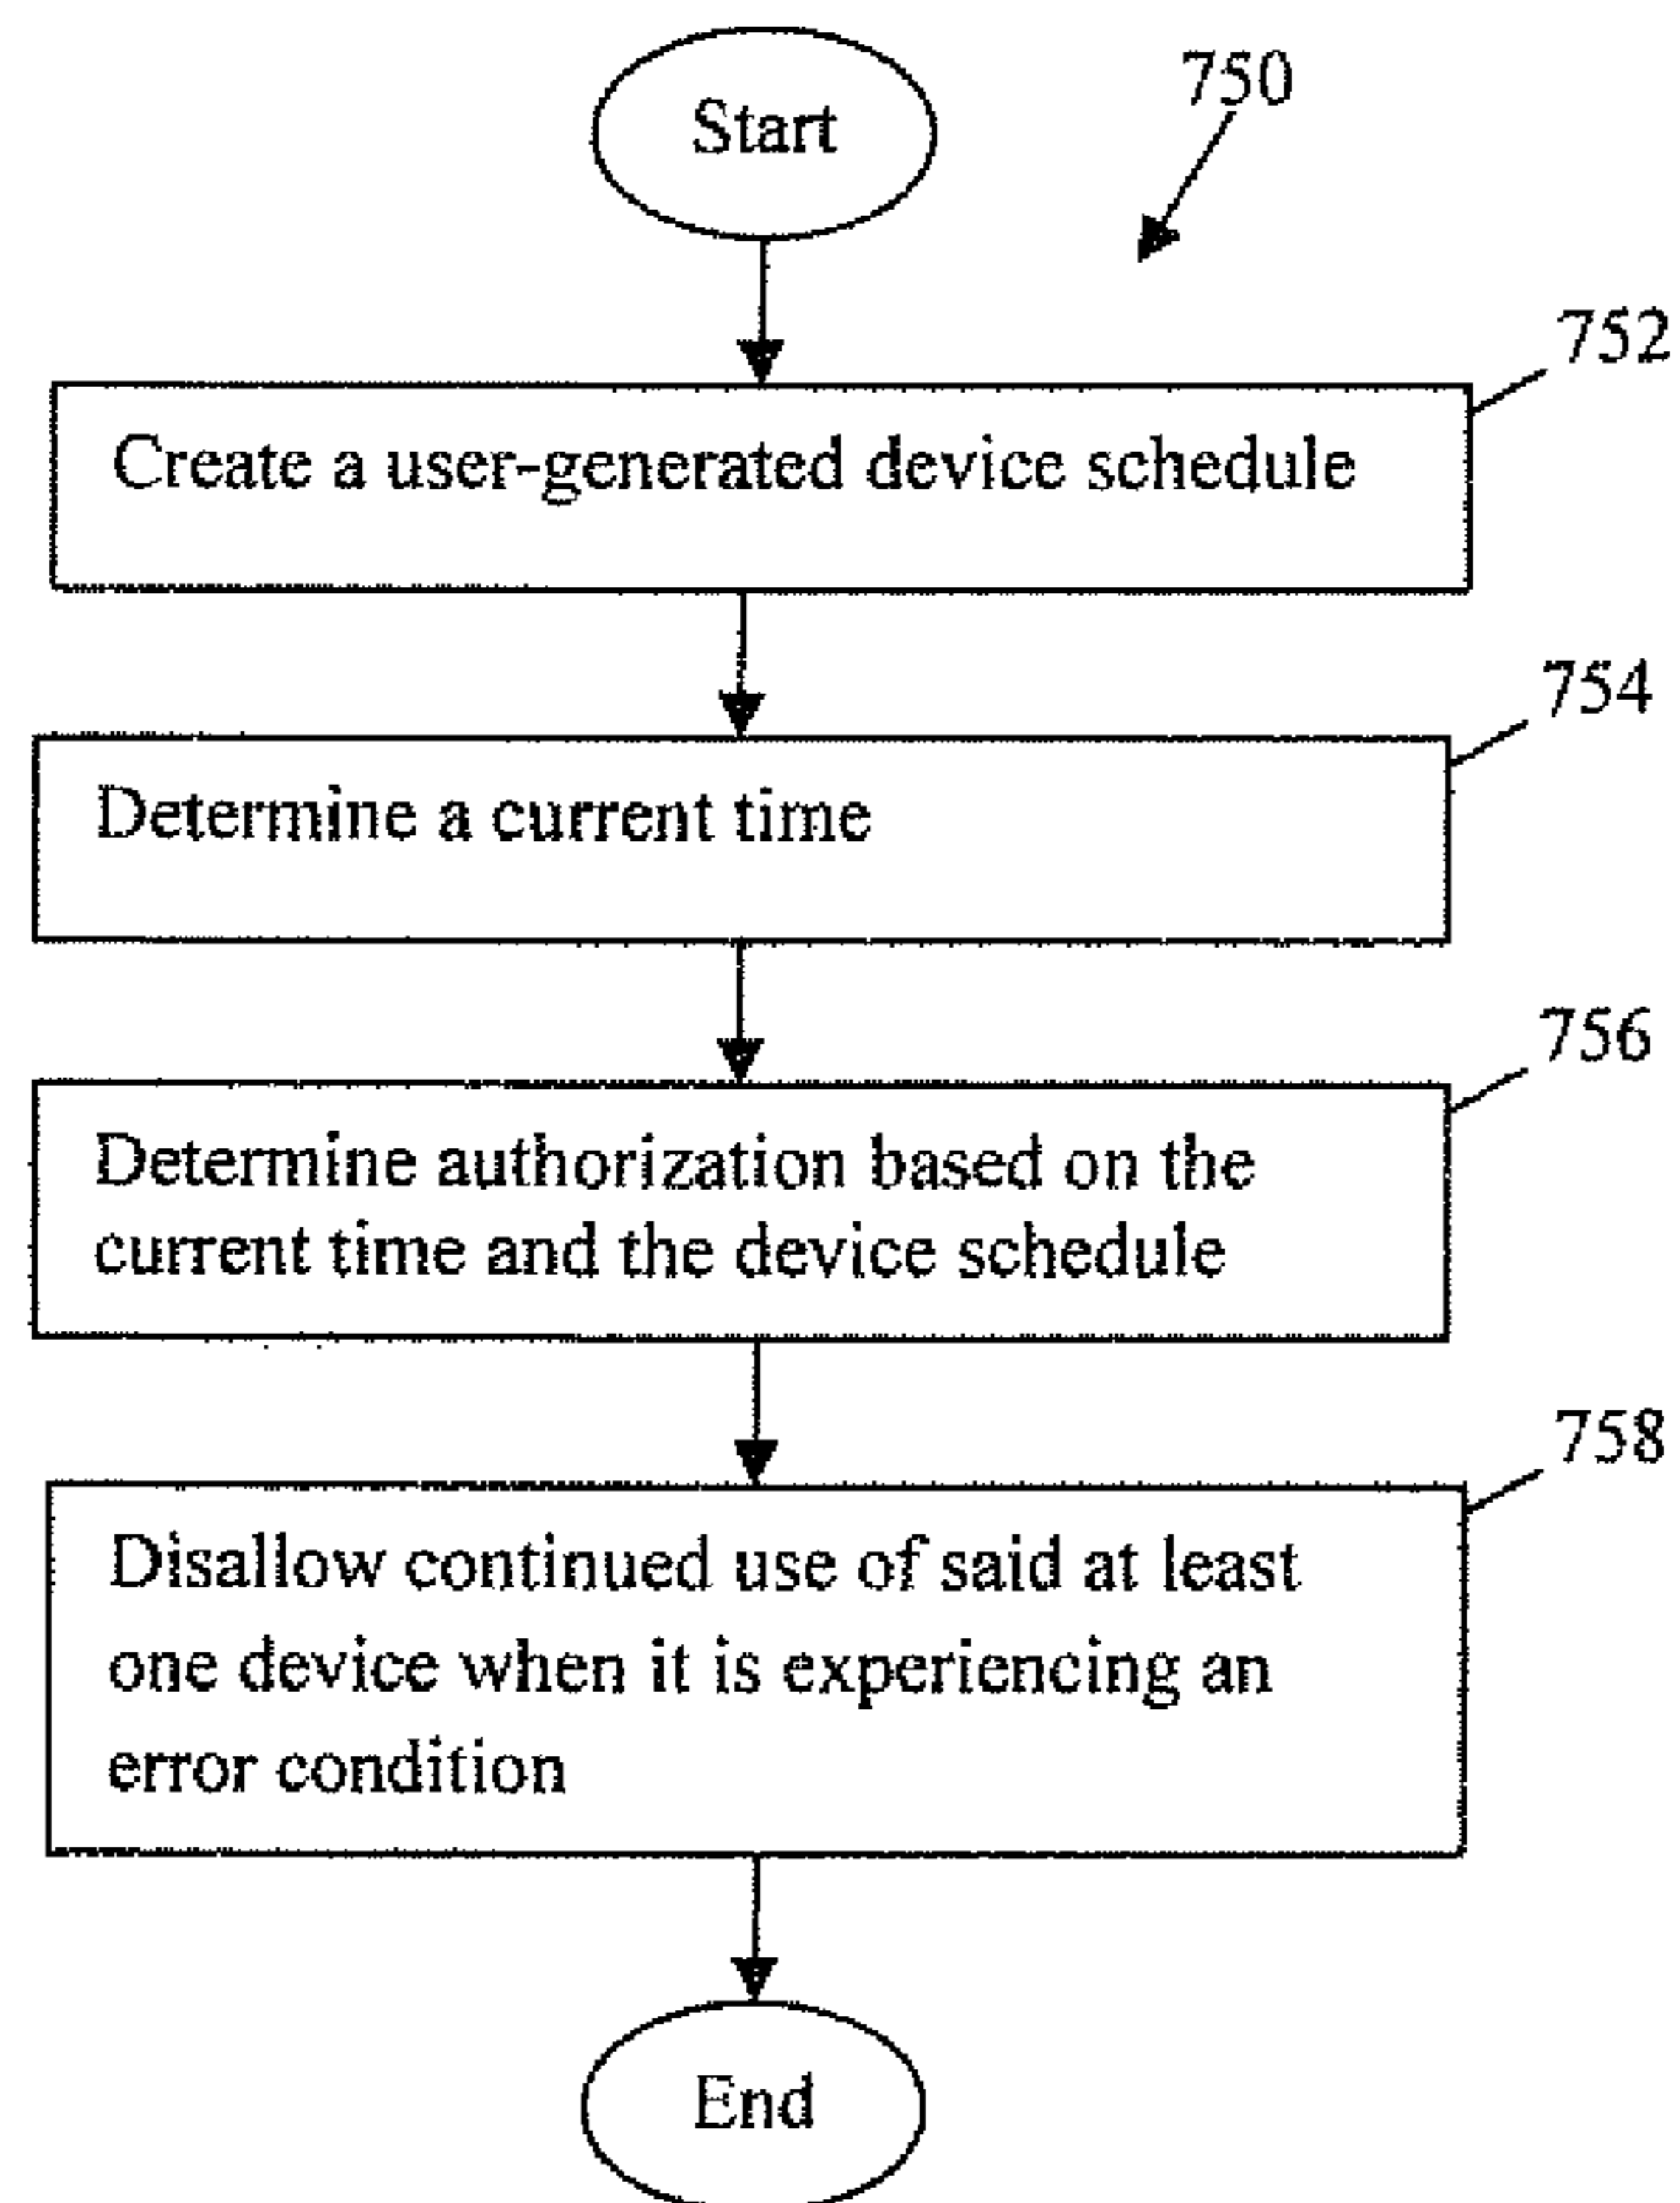 Start
750
752
Create a user-generated device schedule
754
Determine a current time
756
Determine authorization based on the
current time and the device schedule
758
Disallow continued use of said at least
one device when it is experiencing an
error condition
End